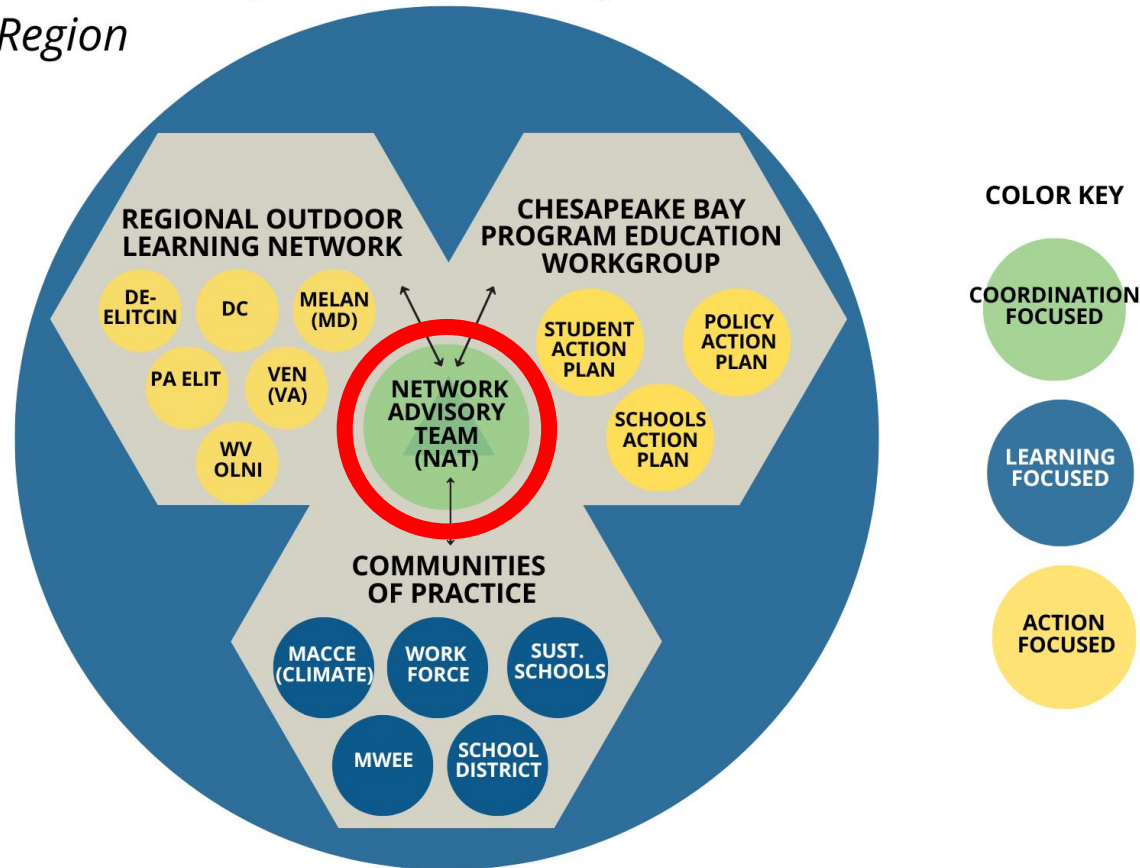 Region
REGIONAL OUTDOOR
LEARNING NETWORK
DE-
ELITCIN
DC
MELAN
(MD)
PA ELIT
VEN
(VA)
WV
OLNI
CHESAPEAKE BAY
PROGRAM EDUCATION
WORKGROUP
STUDENT
ACTION
PLAN
POLICY
ACTION
PLAN
SCHOOLS
ACTION
PLAN
NETWORK
ADVISORY
TEAM
(NAT)
COMMUNITIES
OF PRACTICE
MACCE
(CLIMATE)
WORK
FORCE
SUST.
SCHOOLS
MWEE
SCHOOL
DISTRICT
COLOR KEY
COORDINATION
FOCUSED
LEARNING
FOCUSED
ACTION
FOCUSED